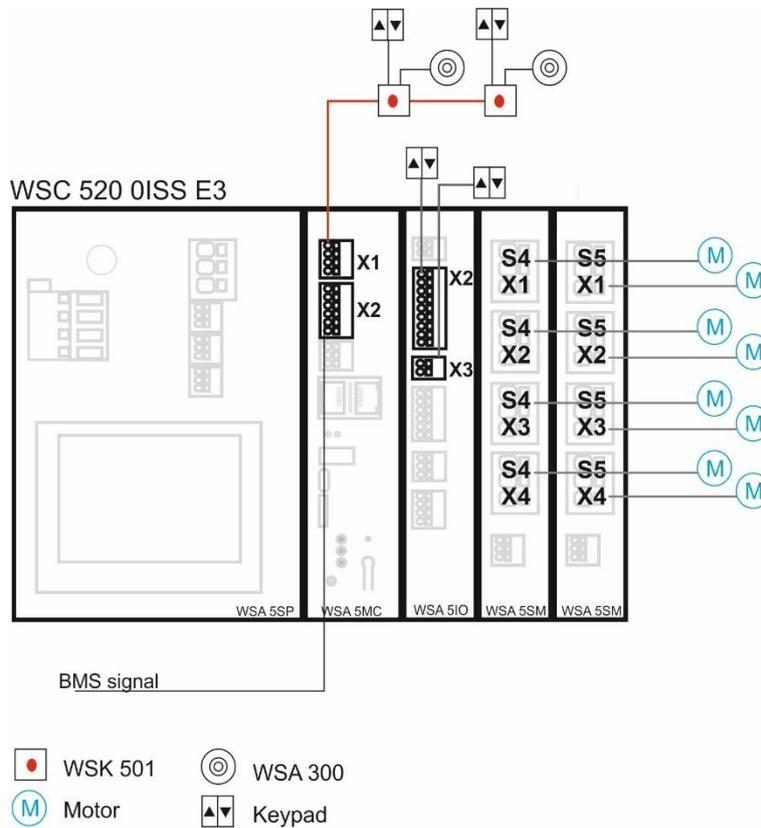 WSC 520 0ISS E3
X1
X2
X2
X3
S4
X1
S4
X2
S4
X3
S4
X4
S5
X1
S5
X2
S5
X3
S5
X4
M
M
M
M
M
M
M
M
WSA 5SP
WSA 5MC
WSA 5IO
WSA 5SM
WSA 5SM
BMS signal
WSK 501
WSA 300
M Motor
Keypad